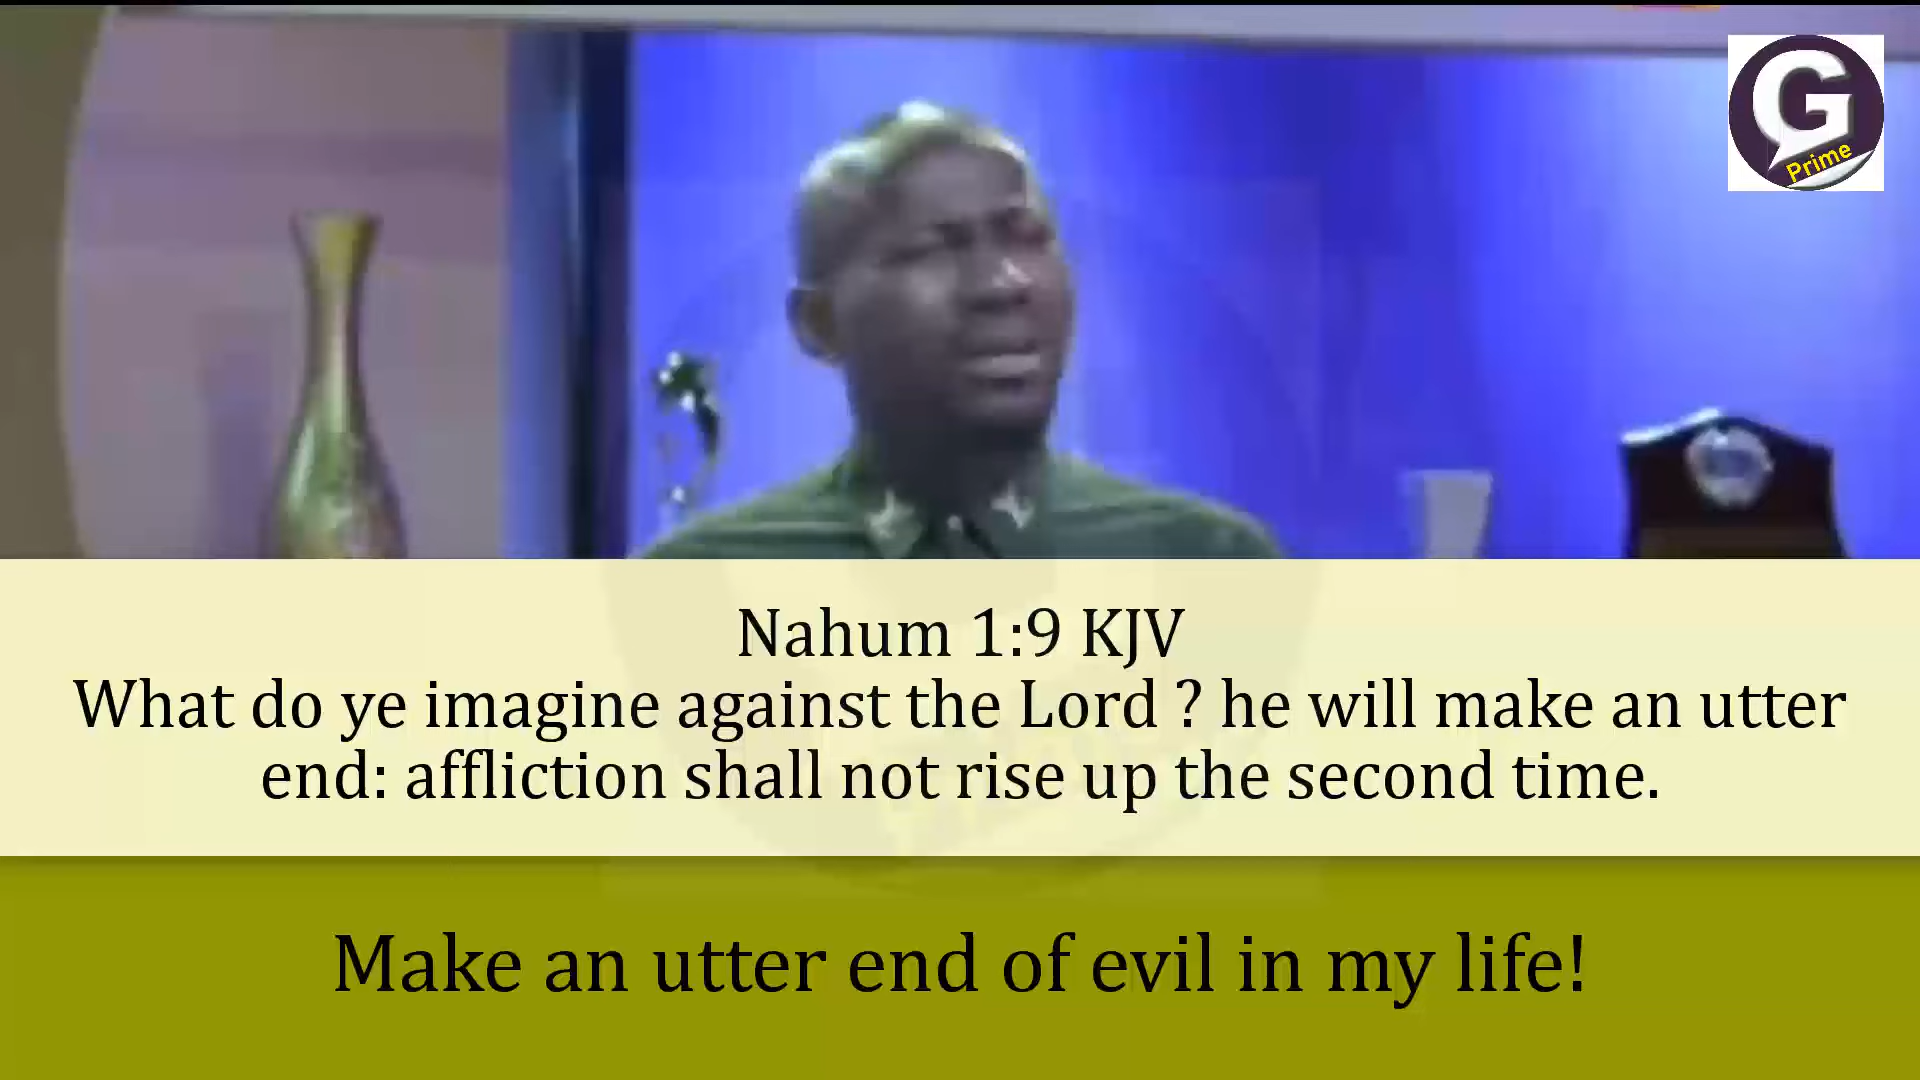 G
Prime
Nahum 1:9 KJV
What do ye imagine against the Lord ? he will make an utter
end: affliction shall not rise up the second time.
Make an utter end of evil in my life!